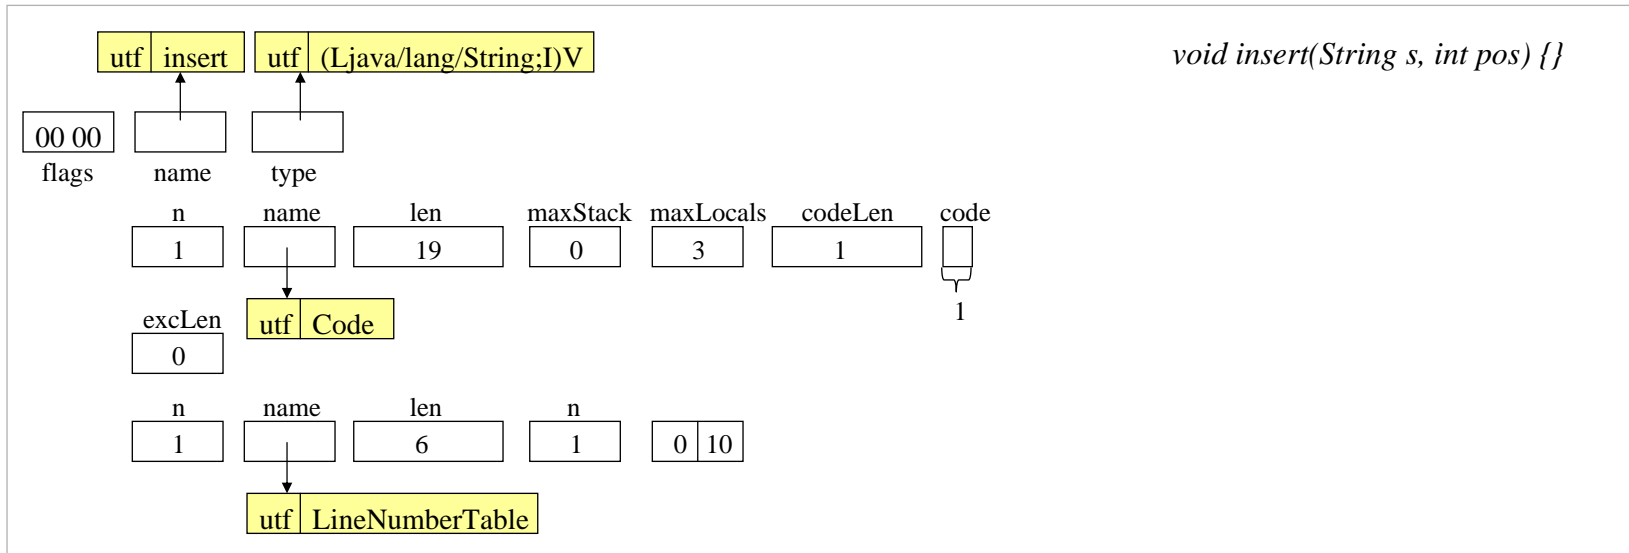 utf insert utf (Ljava/lang/String;I)V void insert(String s, int pos) {}
00 00
flags name type
n name len maxStack maxLocals codeLen code
1 19 0 3 1
1
utf Code
excLen
0
n name len n
1 6 1 0 10
utf LineNumberTable